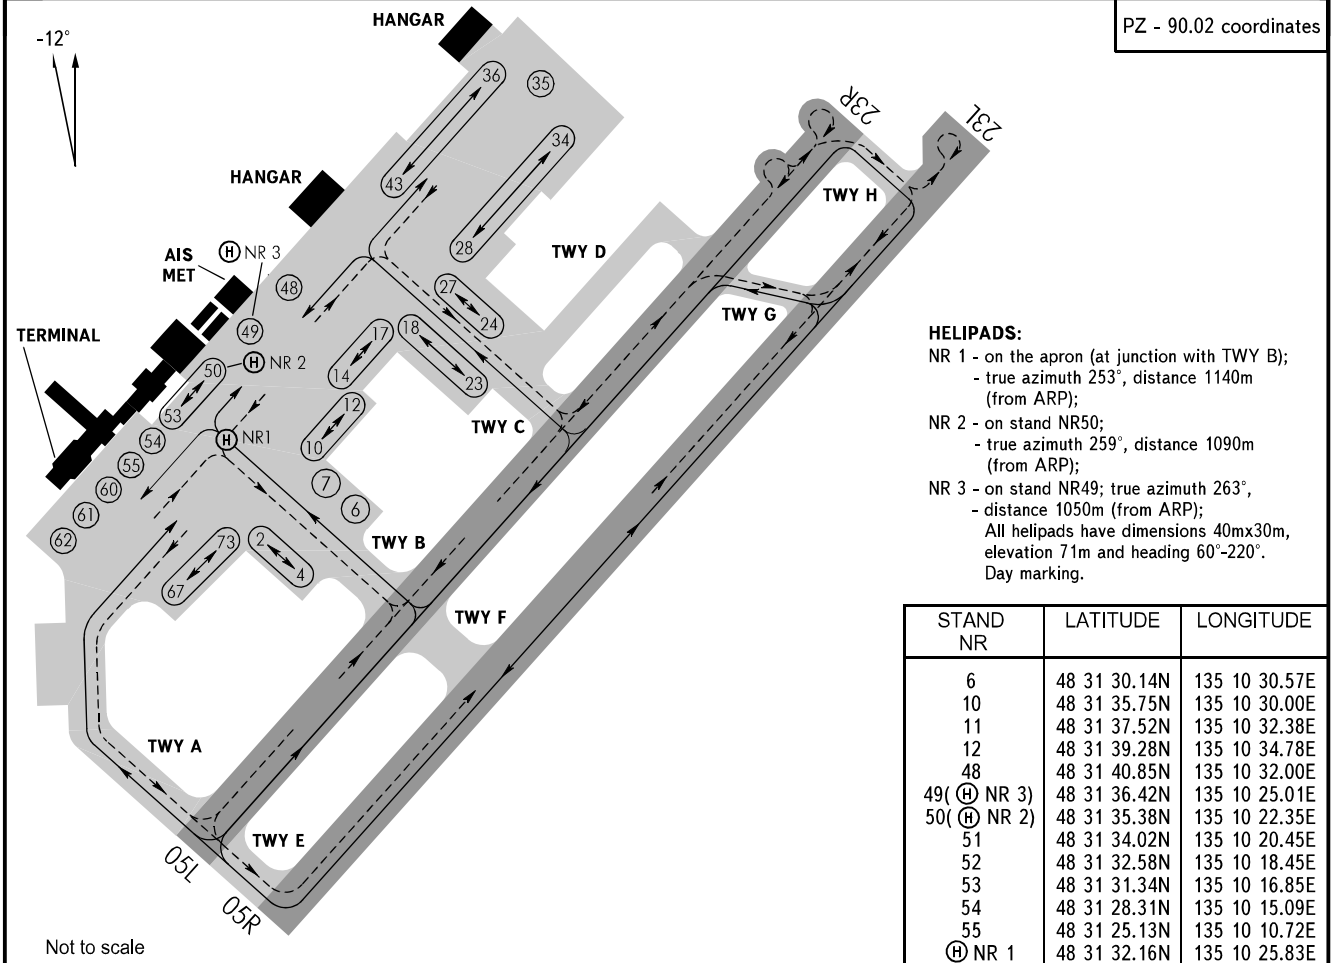 PZ - 90.02 coordinates
-12°
HANGAR
36
35
23R
23L
34
43
HANGAR
TWY H
28
TWY D
AIS
MET
H NR 3
48
27
24
TWY G
49
18
17
TERMINAL
50
H NR 2
14
23
53
12
TWY C
54
H NR1
10
55
7
60
6
61
62
73
2
TWY B
67
4
TWY F
TWY A
TWY E
05L
05R
Not to scale
HELIPADS:
NR 1 - on the apron (at junction with TWY B);
- true azimuth 253°, distance 1140m
(from ARP);
NR 2 - on stand NR50;
- true azimuth 259°, distance 1090m
(from ARP);
NR 3 - on stand NR49; true azimuth 263°,
- distance 1050m (from ARP);
All helipads have dimensions 40mx30m,
elevation 71m and heading 60°-220°.
Day marking.
STAND NR LATITUDE LONGITUDE
6 48 31 30.14N 135 10 30.57E
10 48 31 35.75N 135 10 30.00E
11 48 31 37.52N 135 10 32.38E
12 48 31 39.28N 135 10 34.78E
48 48 31 40.85N 135 10 32.00E
49( H NR 3) 48 31 36.42N 135 10 25.01E
50( H NR 2) 48 31 35.38N 135 10 22.35E
51 48 31 34.02N 135 10 20.45E
52 48 31 32.58N 135 10 18.45E
53 48 31 31.34N 135 10 16.85E
54 48 31 28.31N 135 10 15.09E
55 48 31 25.13N 135 10 10.72E
H NR 1 48 31 32.16N 135 10 25.83E